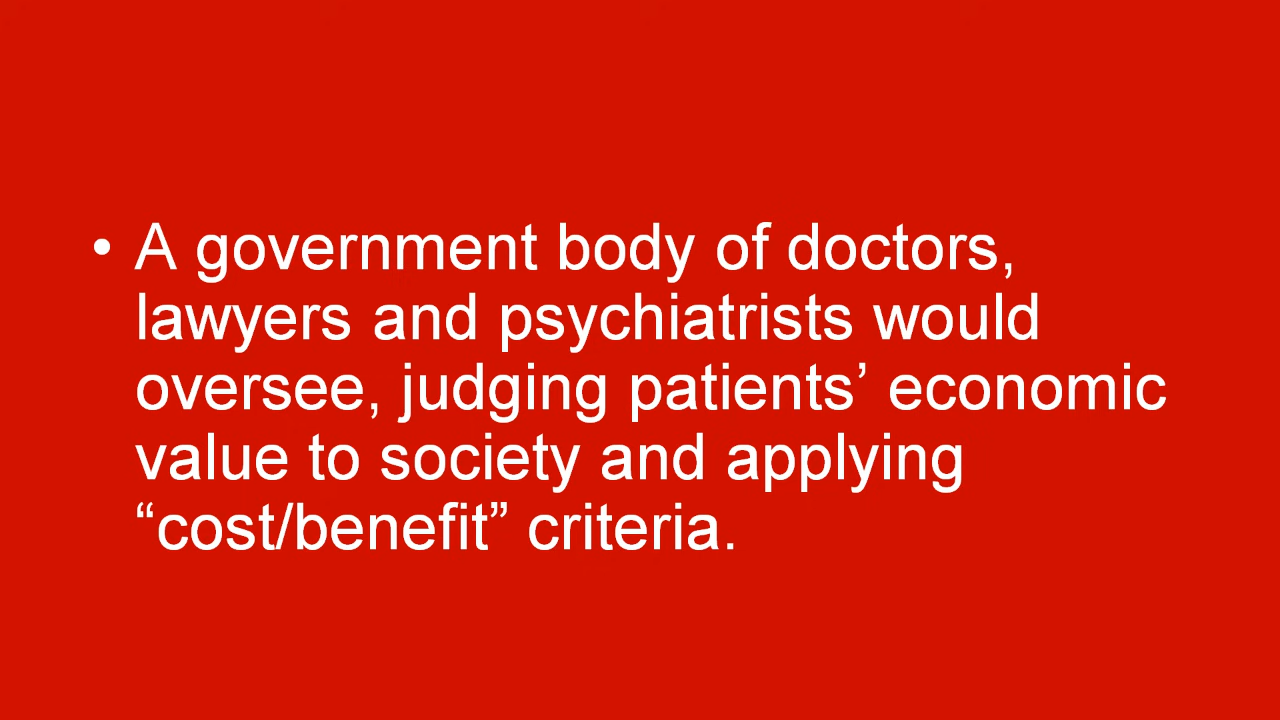 • A government body of doctors,
lawyers and psychiatrists would
oversee, judging patients’ economic
value to society and applying
“cost/benefit” criteria.